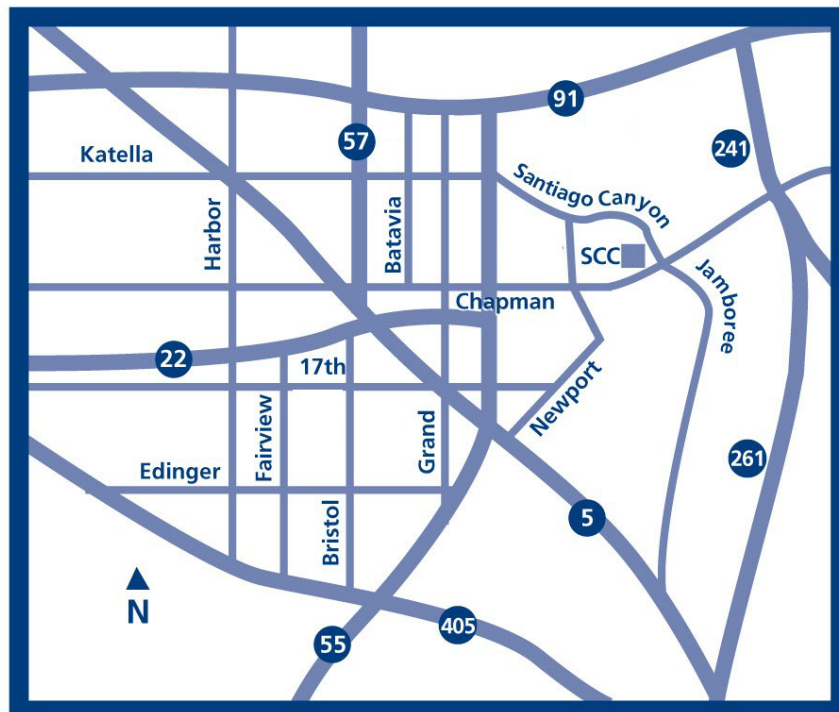 91
57
Katella
241
Santiago Canyon
Harbor
Batavia
SCC
Jamboree
Chapman
22
17th
Newport
Fairview
Grand
Edinger
261
Bristol
5
N
55
405